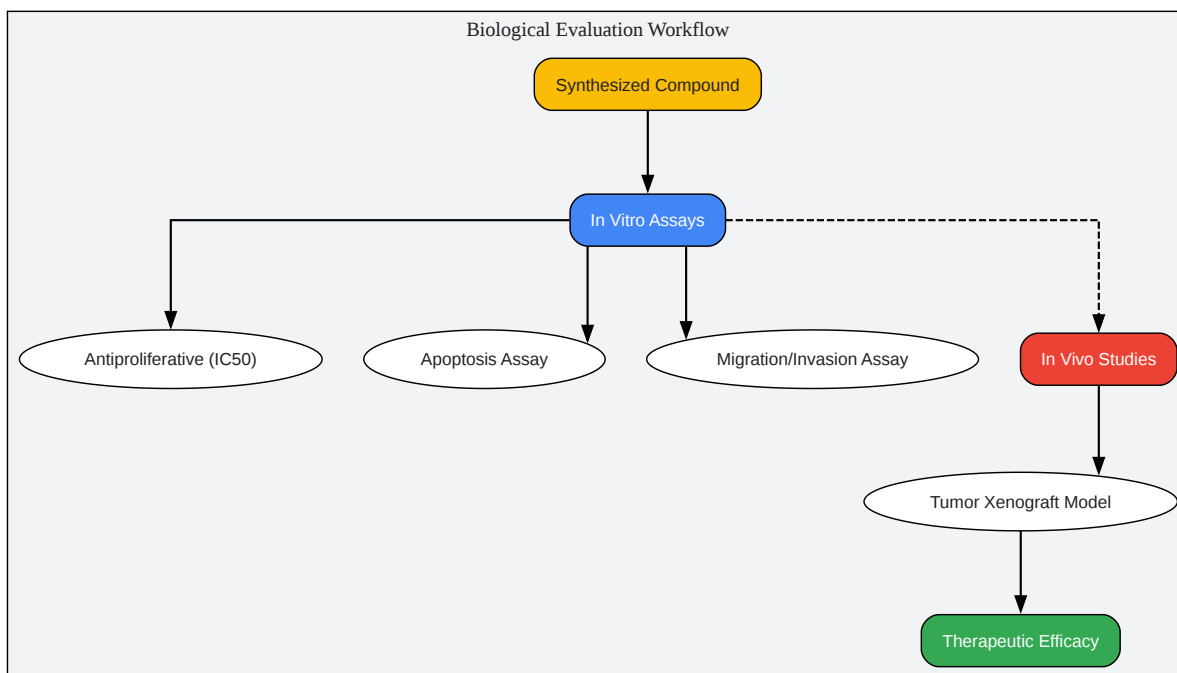 Biological Evaluation Workflow
Synthesized Compound
In Vitro Assays
Antiproliferative (IC50)
Apoptosis Assay
Migration/Invasion Assay
In Vivo Studies
Tumor Xenograft Model
Therapeutic Efficacy